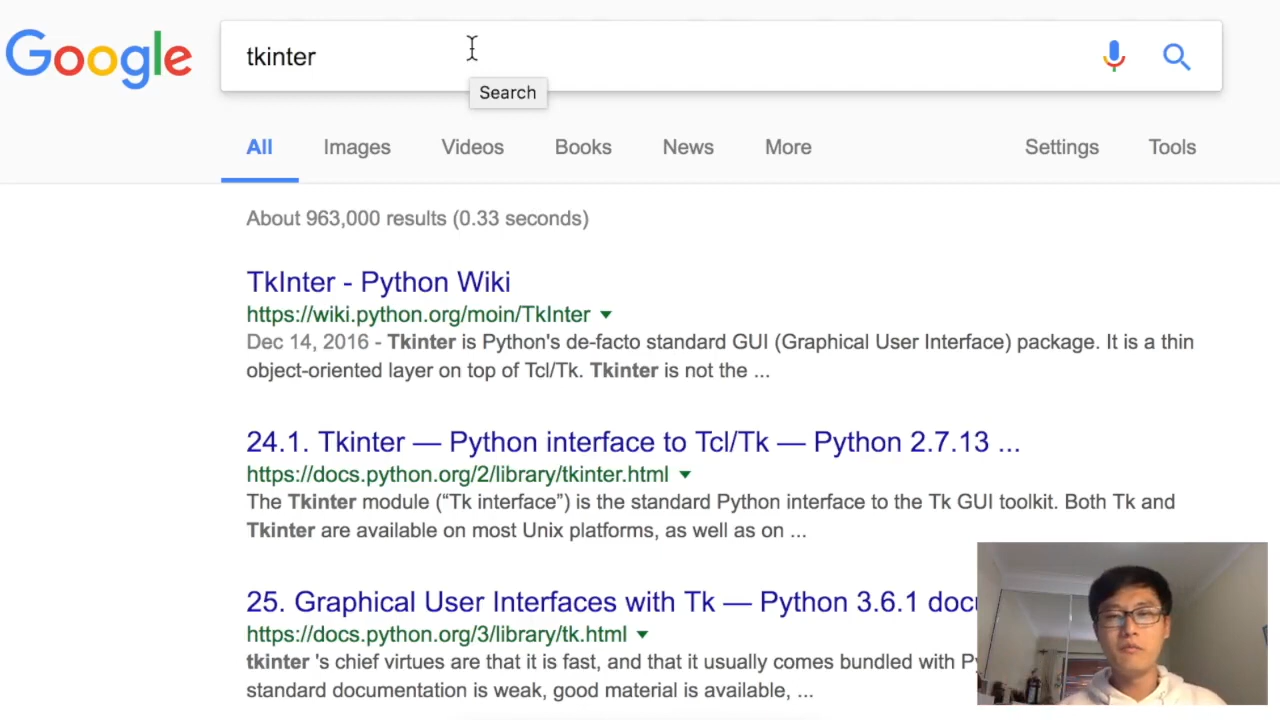 Google
tkinter
Search
All Images Videos Books News More Settings Tools
About 963,000 results (0.33 seconds)
TkInter - Python Wiki
https://wiki.python.org/moin/TkInter
Dec 14, 2016 - Tkinter is Python's de-facto standard GUI (Graphical User Interface) package. It is a thin
object-oriented layer on top of Tcl/Tk. Tkinter is not the ...
24.1. Tkinter — Python interface to Tcl/Tk — Python 2.7.13 ...
https://docs.python.org/2/library/tkinter.html
The Tkinter module (“Tk interface”) is the standard Python interface to the Tk GUI toolkit. Both Tk and
Tkinter are available on most Unix platforms, as well as on ...
25. Graphical User Interfaces with Tk — Python 3.6.1
https://docs.python.org/3/library/tk.html
tkinter 's chief virtues are that it is fast, and that it usually comes bundled with
standard documentation is weak, good material is available, ...